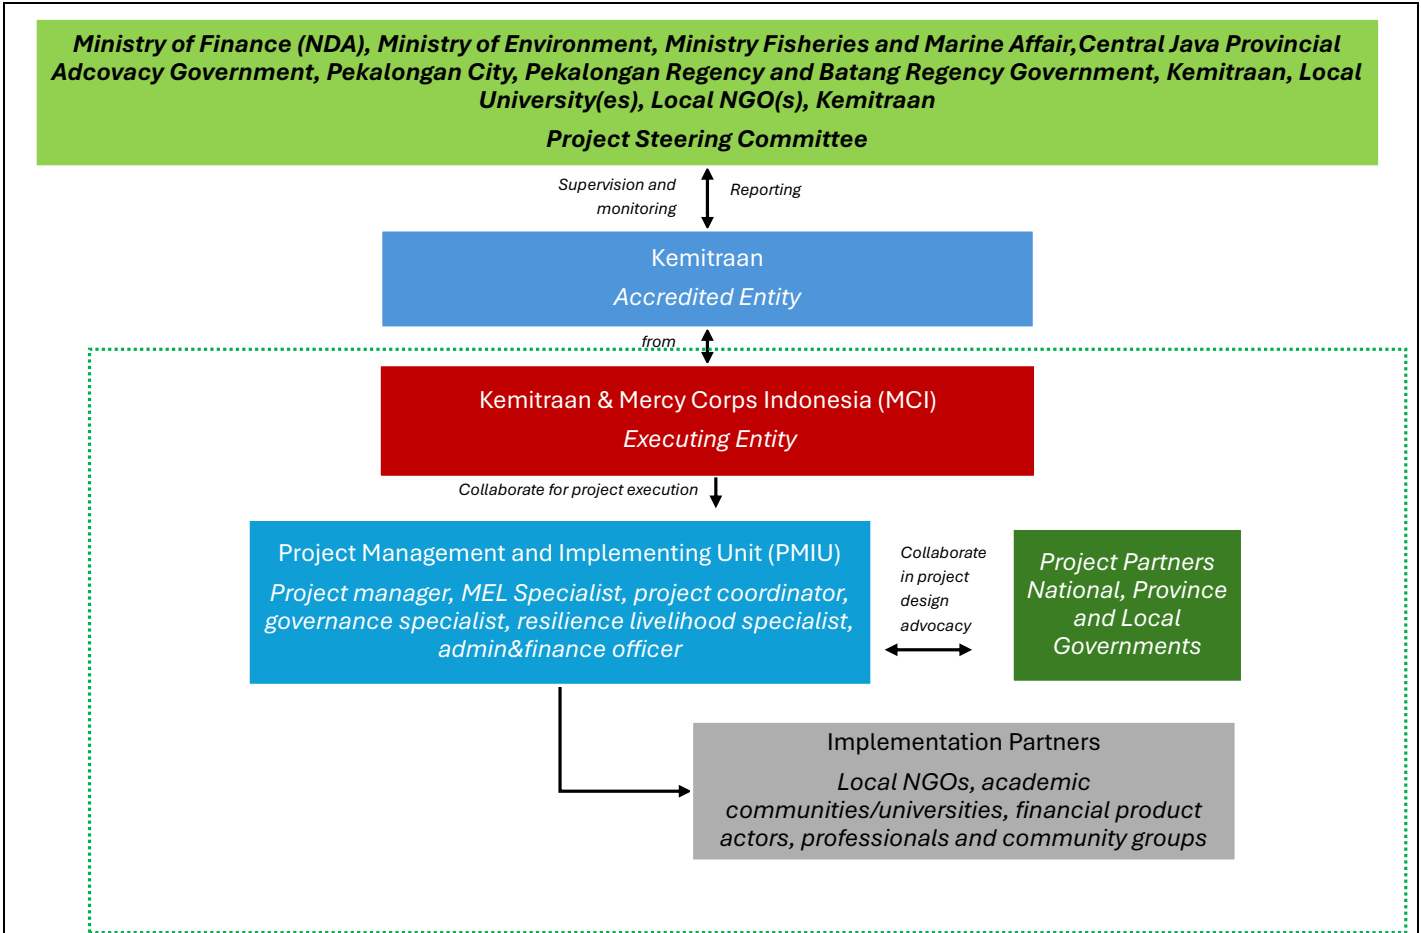 Ministry of Finance (NDA), Ministry of Environment, Ministry Fisheries and Marine Affair,Central Java Provincial
Adcovacy Government, Pekalongan City, Pekalongan Regency and Batang Regency Government, Kemitraan, Local
University(es), Local NGO(s), Kemitraan
Project Steering Committee
Supervision and
monitoring
Reporting
Kemitraan
Accredited Entity
from
Kemitraan & Mercy Corps Indonesia (MCI)
Executing Entity
Collaborate for project execution
Project Management and Implementing Unit (PMIU)
Project manager, MEL Specialist, project coordinator,
governance specialist, resilience livelihood specialist,
admin&finance officer
Collaborate
in project
design
advocacy
Project Partners
National, Province
and Local
Governments
Implementation Partners
Local NGOs, academic
communities/universities, financial product
actors, professionals and community groups